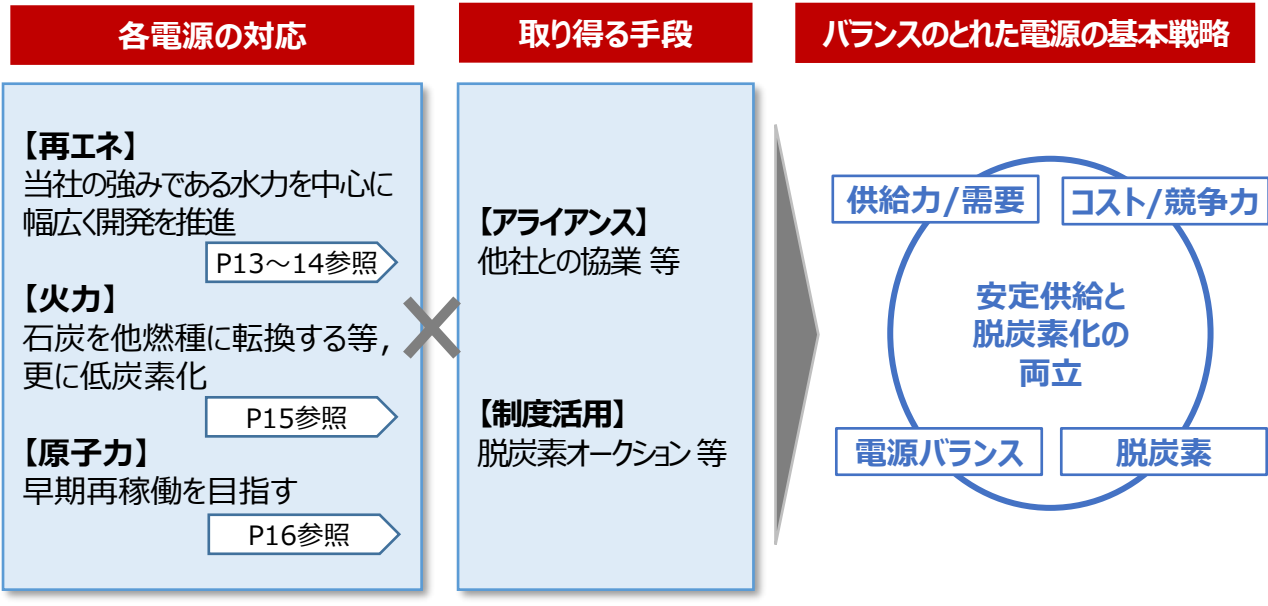 各電源の対応
【再エネ】
当社の強みである水力を中心に
幅広く開発を推進
P13～14参照
【火力】
石炭を他燃種に転換する等，
更に低炭素化
P15参照
【原子力】
早期再稼働を目指す
P16参照
取り得る手段
【アライアンス】
他社との協業 等
【制度活用】
脱炭素オークション 等
バランスのとれた電源の基本戦略
供給力/需要
コスト/競争力
安定供給と
脱炭素化の
両立
電源バランス
脱炭素